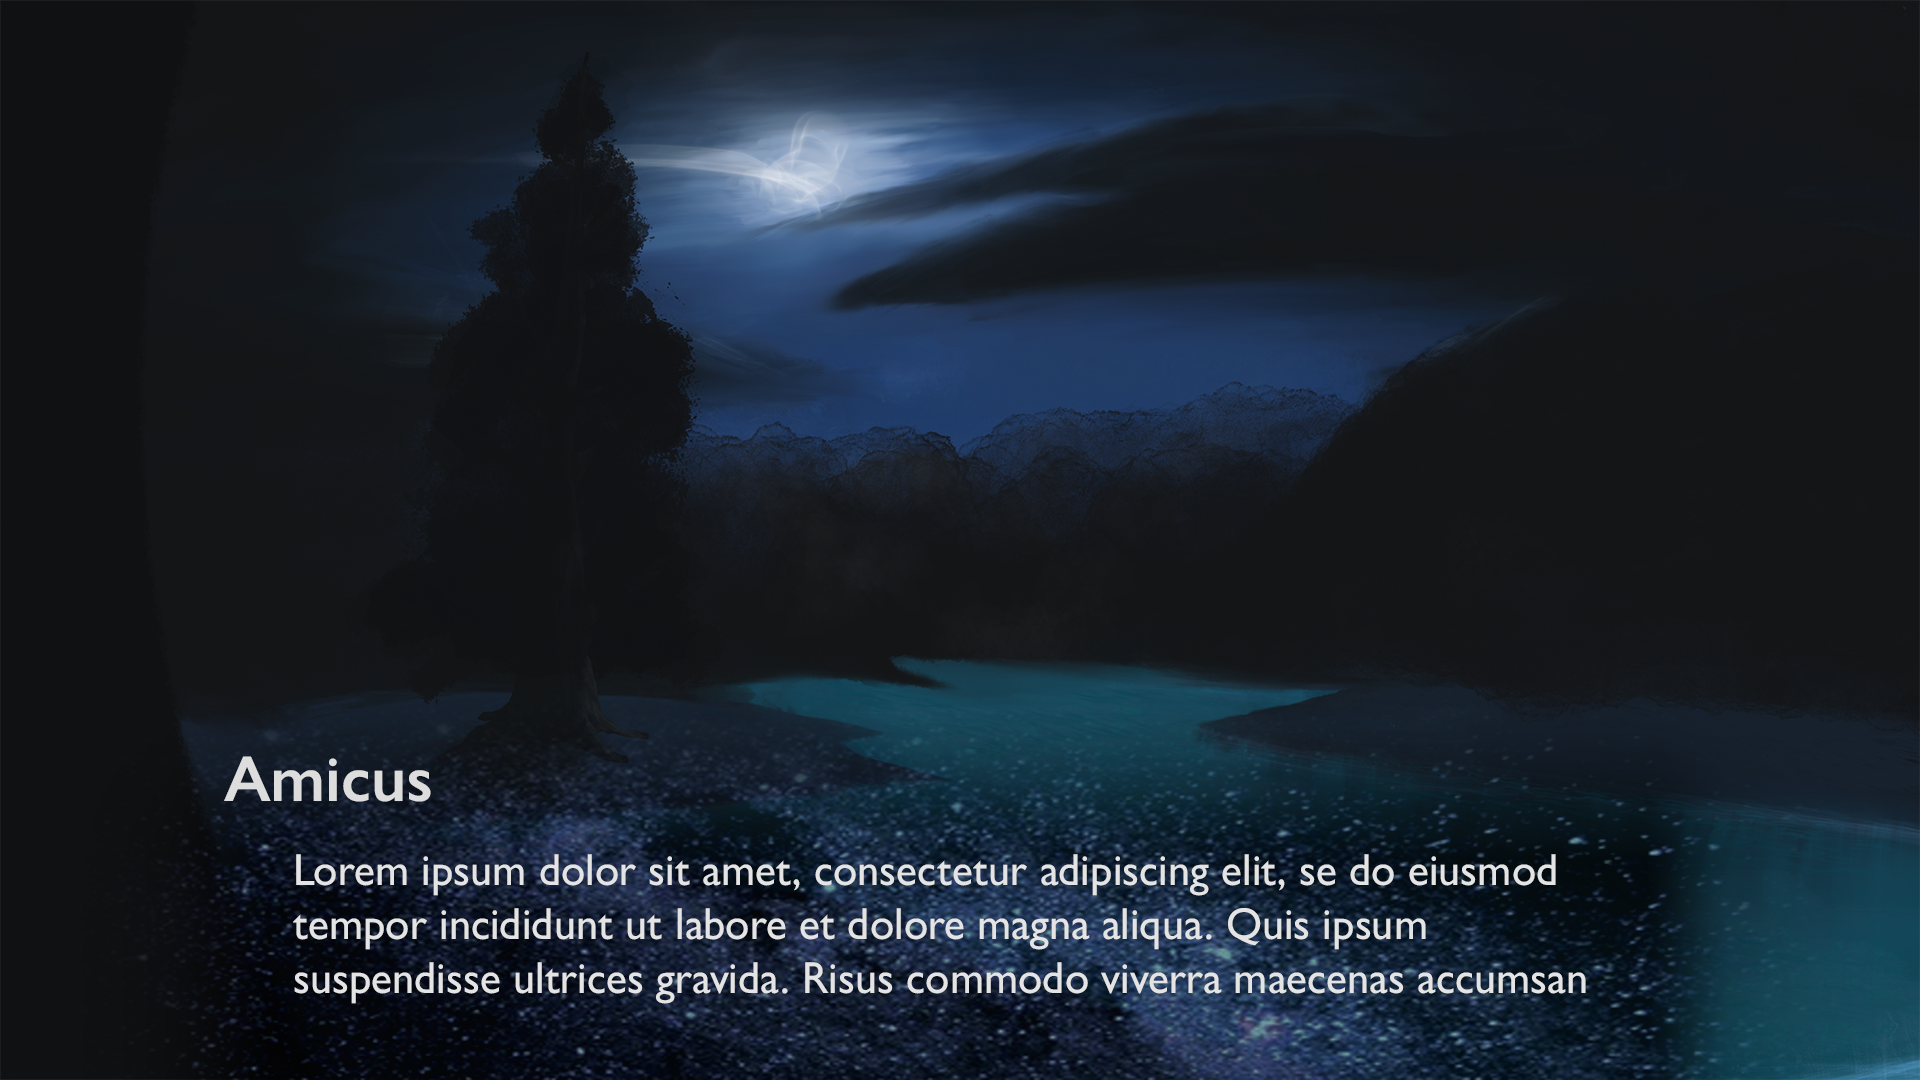 Amicus
Lorem ipsum dolor sit amet, consectetur adipiscing elit, se do eiusmod
tempor incididunt ut labore et dolore magna aliqua. Quis ipsum
suspendisse ultrices gravida. Risus commodo viverra maecenas accumsan